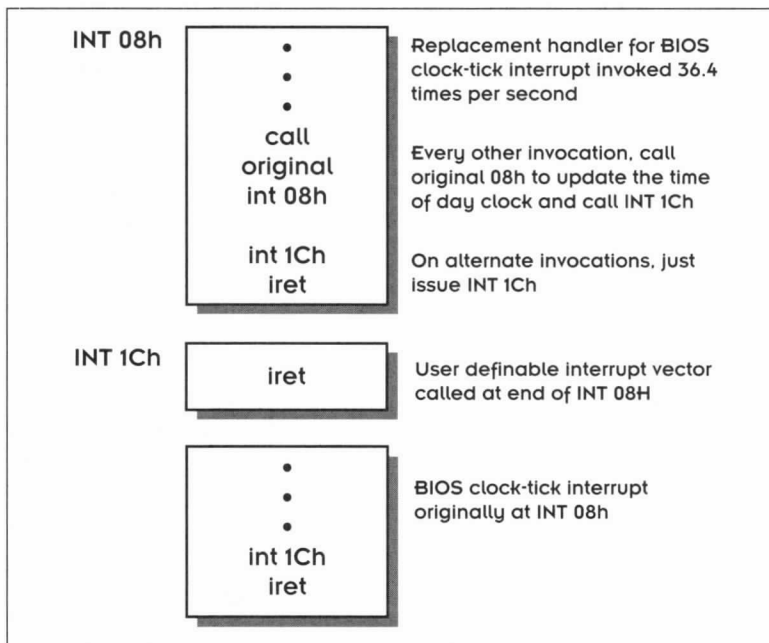 INT 08h
call
original
int 08h
int 1Ch
iret
Replacement handler for BIOS
clock-tick interrupt invoked 36.4
times per second
Every other invocation, call
original 08h to update the time
of day clock and call INT 1Ch
On alternate invocations, just
issue INT 1Ch
INT 1Ch
iret
User definable interrupt vector
called at end of INT 08H
int 1Ch
iret
BIOS clock-tick interrupt
originally at INT 08h